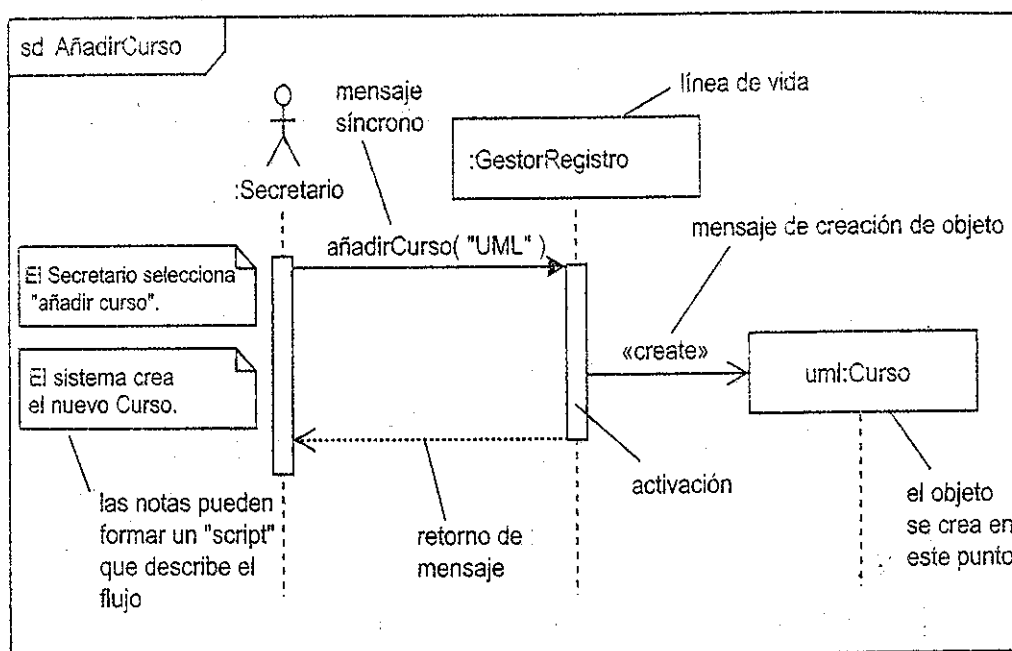 sd AñadirCurso
mensaje
síncrono
línea de vida
:GestorRegistro
:Secretario
mensaje de creación de objeto
añadirCurso( "UML" )
El Secretario selecciona
"añadir curso".
«create»
uml:Curso
El sistema crea
el nuevo Curso.
activación
las notas pueden
formar un "script"
que describe el
flujo
retorno de
mensaje
el objeto
se crea en
este punto